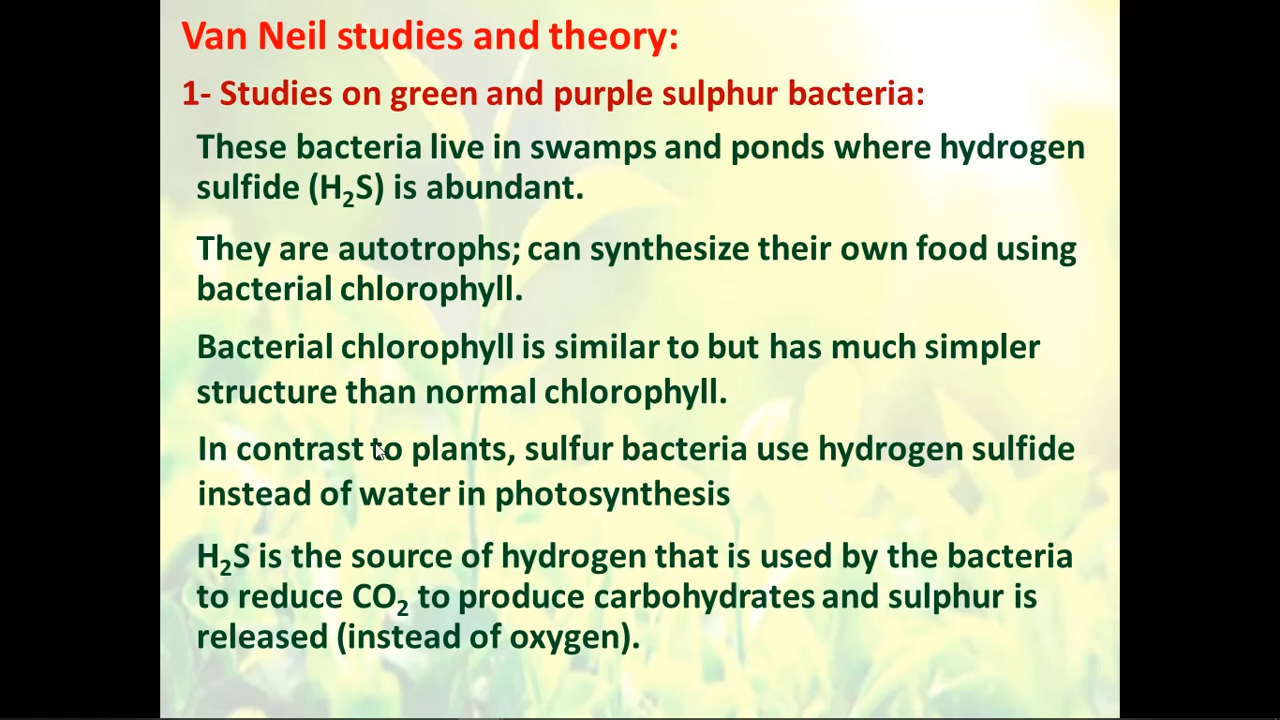 Van Neil studies and theory:
1- Studies on green and purple sulphur bacteria:
These bacteria live in swamps and ponds where hydrogen
sulfide (H₂S) is abundant.
They are autotrophs; can synthesize their own food using
bacterial chlorophyll.
Bacterial chlorophyll is similar to but has much simpler
structure than normal chlorophyll.
In contrast to plants, sulfur bacteria use hydrogen sulfide
instead of water in photosynthesis
H₂S is the source of hydrogen that is used by the bacteria
to reduce CO₂ to produce carbohydrates and sulphur is
released (instead of oxygen).